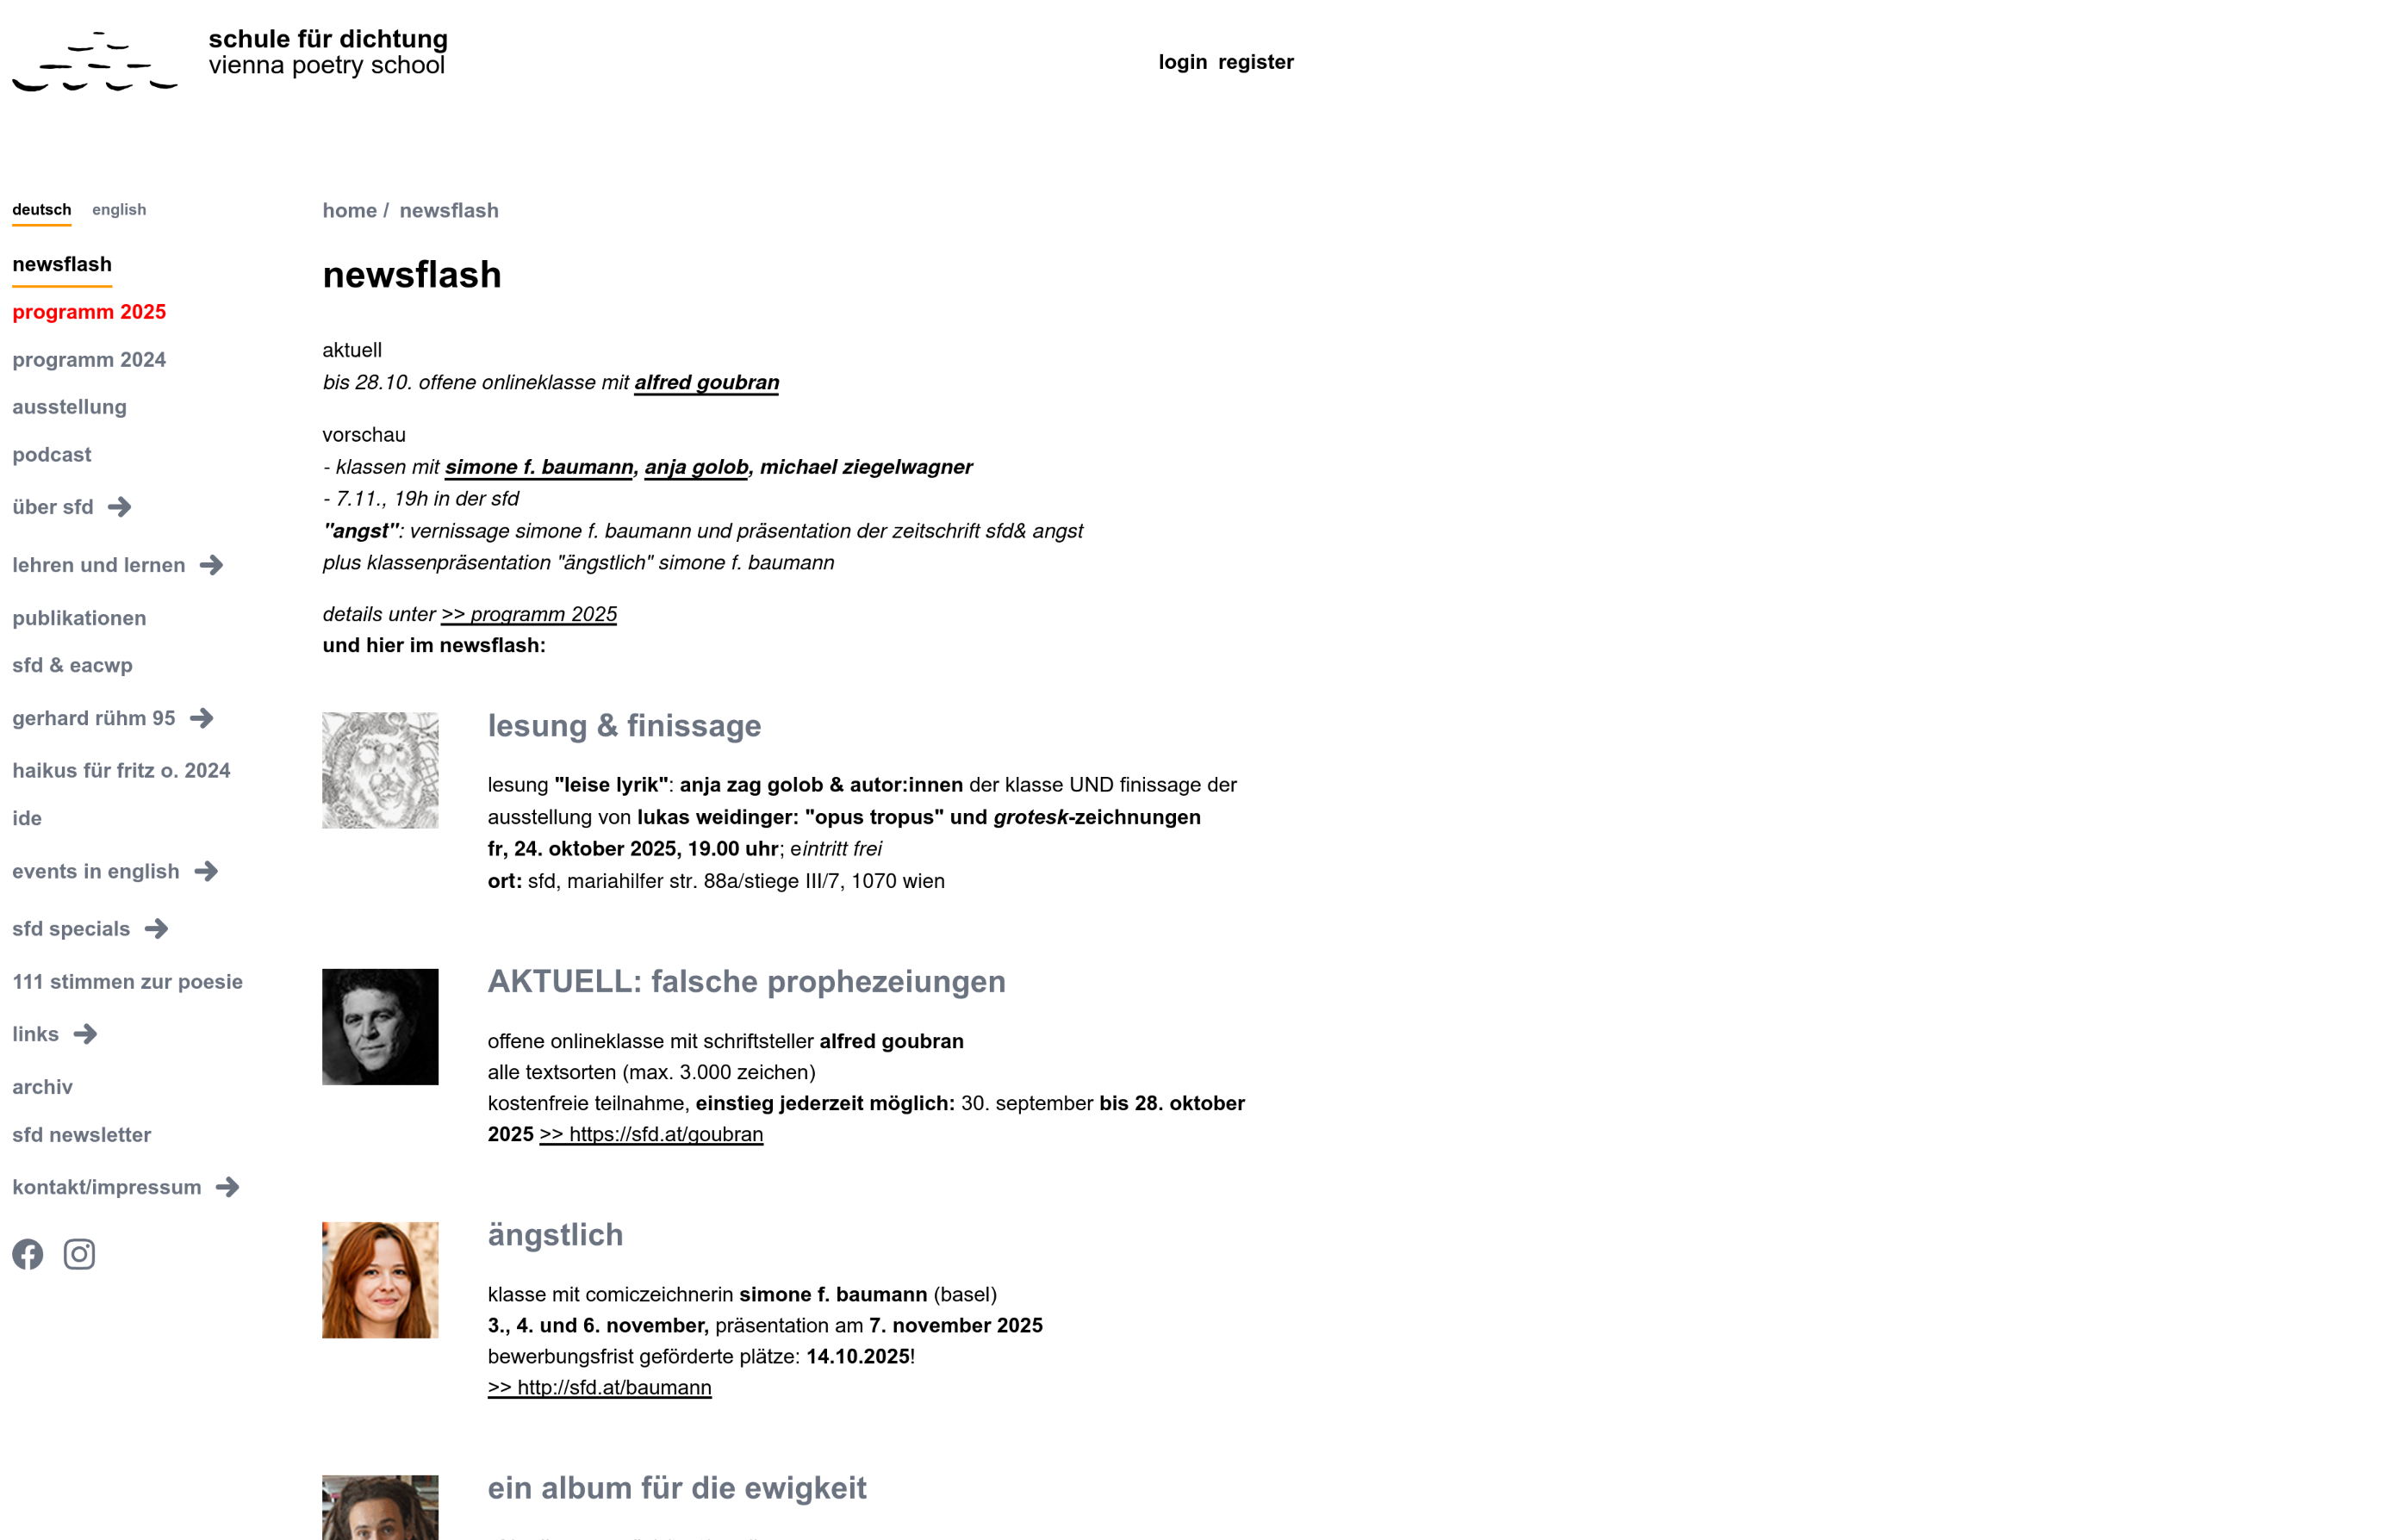 schule für dichtung
vienna poetry school
login register
deutsch english
newsflash
programm 2025
programm 2024
ausstellung
podcast
über sfd
lehren und lernen
publikationen
sfd & eacwp
gerhard rühm 95
haikus für fritz o. 2024
ide
events in english
sfd specials
111 stimmen zur poesie
links
archiv
sfd newsletter
kontakt/impressum
home / newsflash
newsflash
aktuell
bis 28.10. offene onlineklasse mit alfred goubran
vorschau
- klassen mit simone f. baumann, anja golob, michael ziegelwagner
- 7.11., 19h in der sfd
"angst": vernissage simone f. baumann und präsentation der zeitschrift sfd& angst
plus klassenpräsentation "ängstlich" simone f. baumann
details unter >> programm 2025
und hier im newsflash:
lesung & finissage
lesung "leise lyrik": anja zag golob & autor:innen der klasse UND finissage der
ausstellung von lukas weidinger: "opus tropus" und grotesk-zeichnungen
fr, 24. oktober 2025, 19.00 uhr; eintritt frei
ort: sfd, mariahilfer str. 88a/stiege III/7, 1070 wien
AKTUELL: falsche prophezeiungen
offene onlineklasse mit schriftsteller alfred goubran
alle textsorten (max. 3.000 zeichen)
kostenfreie teilnahme, einstieg jederzeit möglich: 30. september bis 28. oktober
2025 >> https://sfd.at/goubran
ängstlich
klasse mit comiczeichnerin simone f. baumann (basel)
3., 4. und 6. november, präsentation am 7. november 2025
bewerbungsfrist geförderte plätze: 14.10.2025!
>> http://sfd.at/baumann
ein album für die ewigkeit